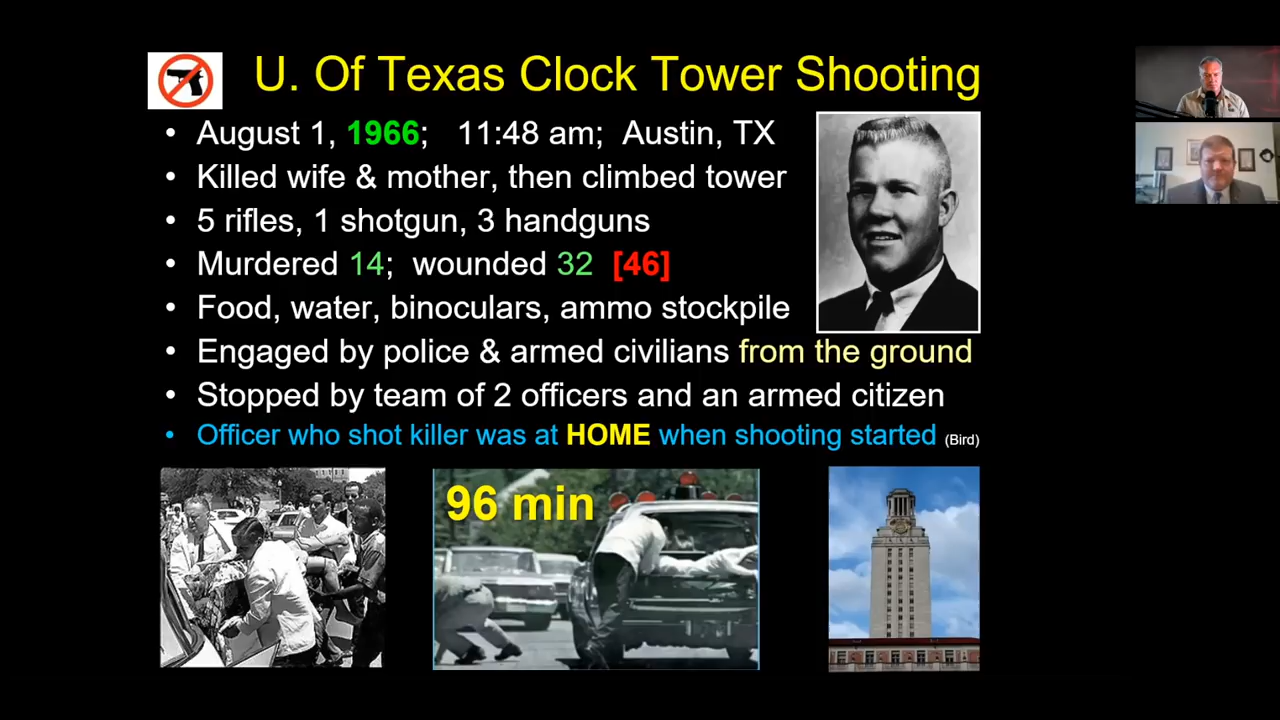 U. Of Texas Clock Tower Shooting
• August 1, 1966; 11:48 am; Austin, TX
• Killed wife & mother, then climbed tower
• 5 rifles, 1 shotgun, 3 handguns
• Murdered 14; wounded 32 [46]
• Food, water, binoculars, ammo stockpile
• Engaged by police & armed civilians from the ground
• Stopped by team of 2 officers and an armed citizen
• Officer who shot killer was at HOME when shooting started (Bird)
96 min